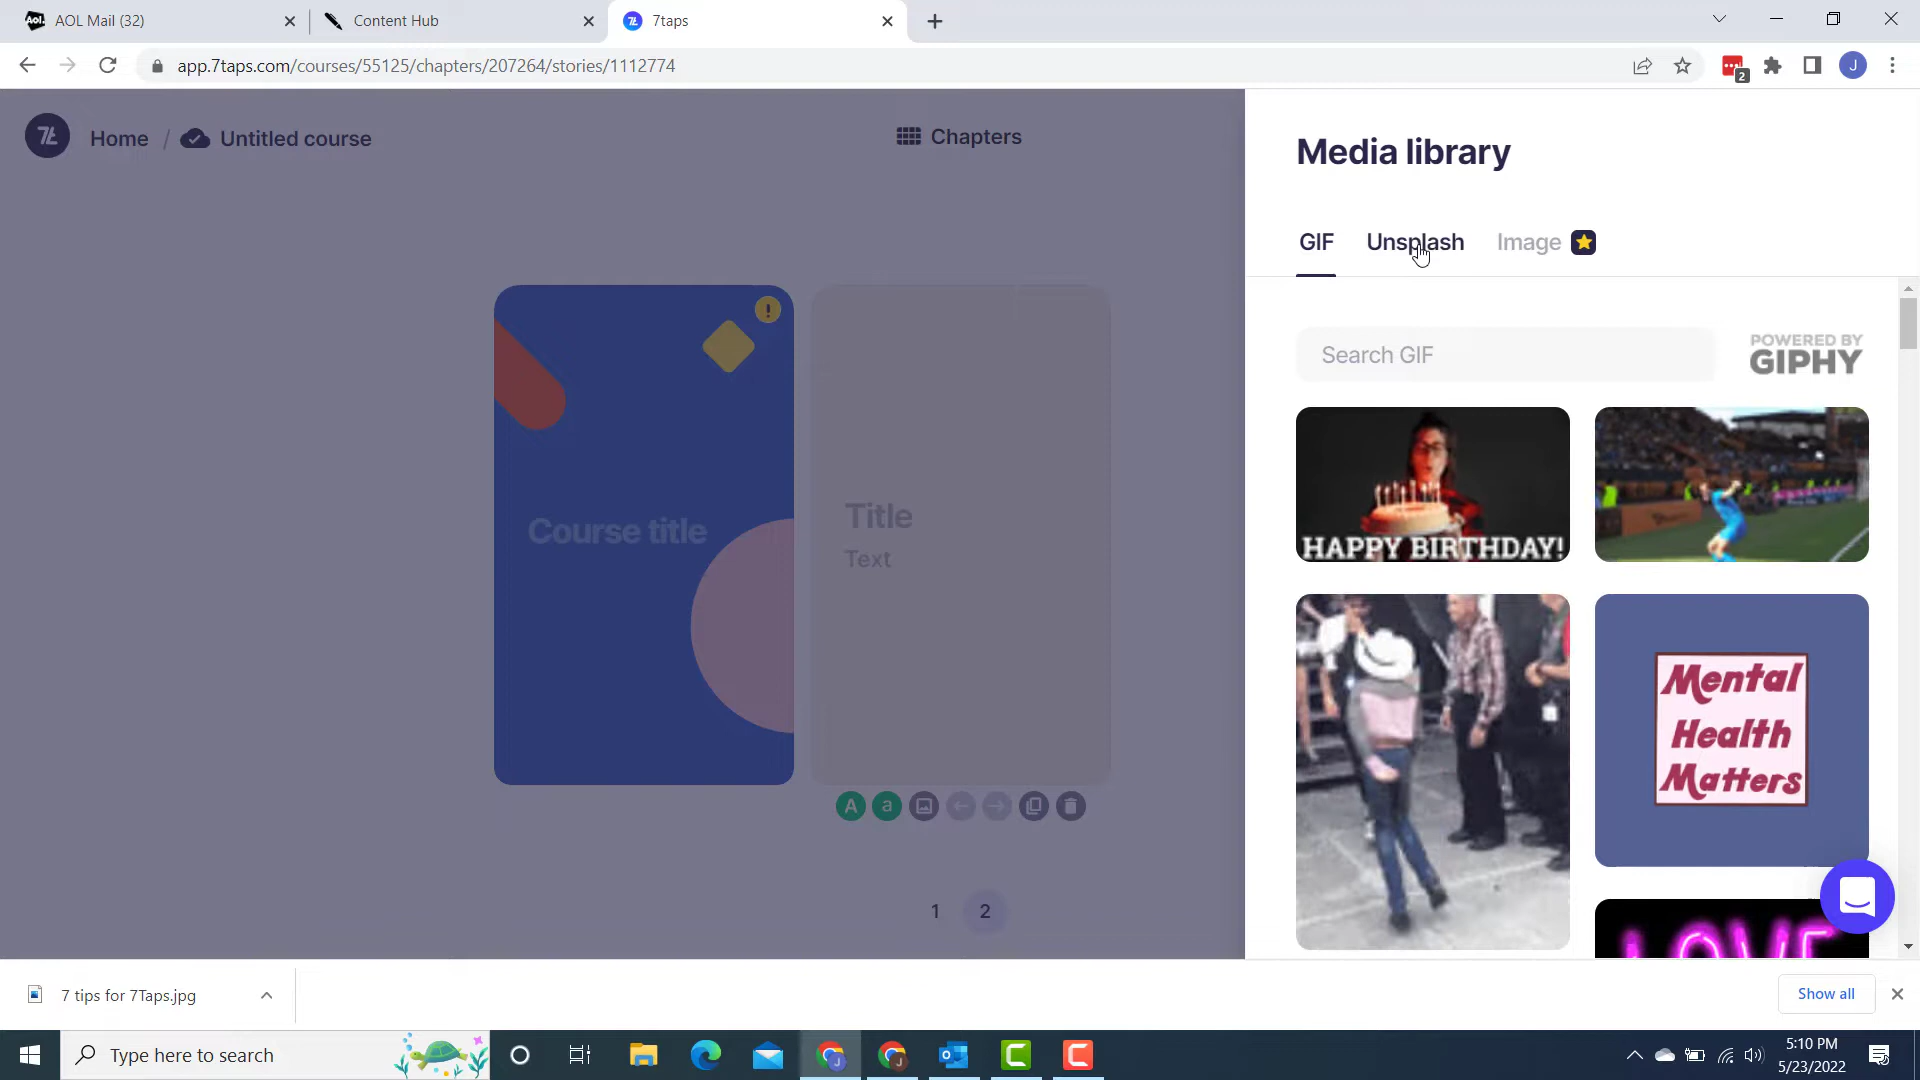 Aol.
AOL Mail (32)
Content Hub
7taps
app.7taps.com/courses/55125/chapters/207264/stories/1112774
2
J
Home / Untitled course
Chapters
Media library
GIF
Unsplash
Image
Search GIF
POWERED BY
GIPHY
!
Course title
Title
Text
A a
HAPPY BIRTHDAY!
Mental
Health
Matters
LOVE
1
2
7 tips for 7Taps.jpg
Show all
Type here to search
5:10 PM
5/23/2022